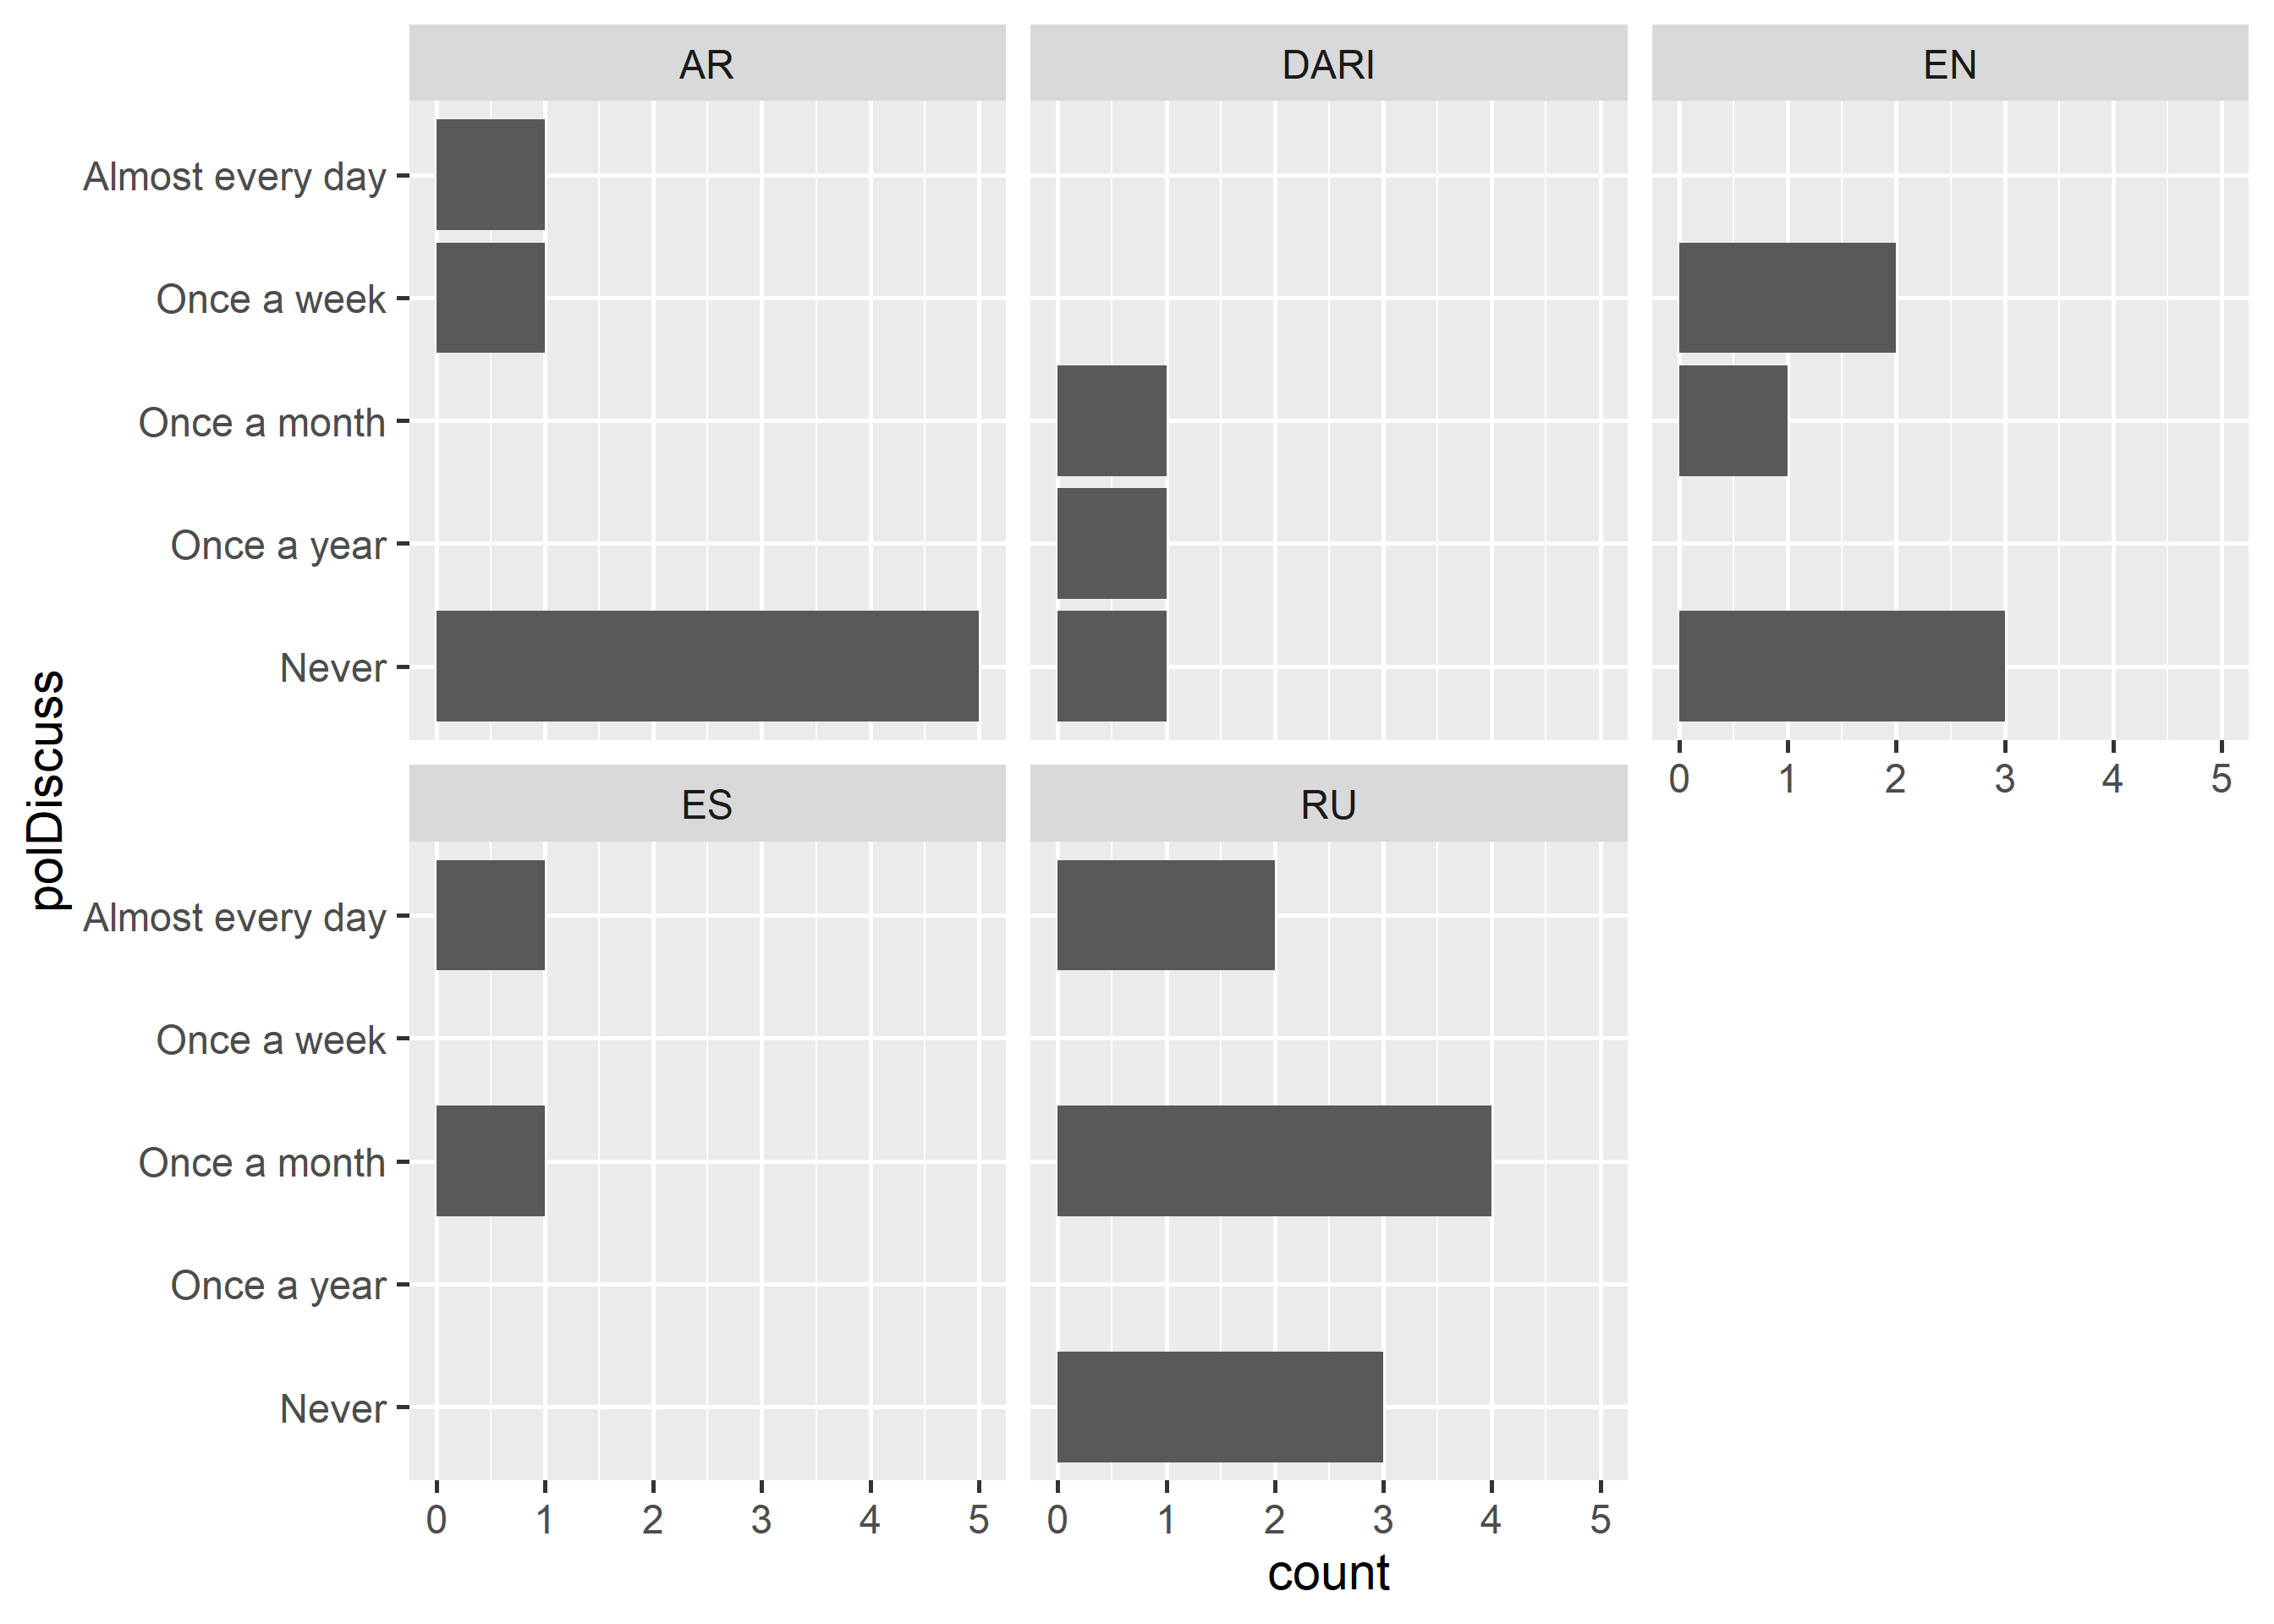 AR
DARI
EN
Almost every day
Once a week
Once a month
Once a year
Never
0 1 2 3 4 5
polDiscuss
ES
RU
Almost every day
Once a week
Once a month
Once a year
Never
0 1 2 3 4 5
0 1 2 3 4 5
count